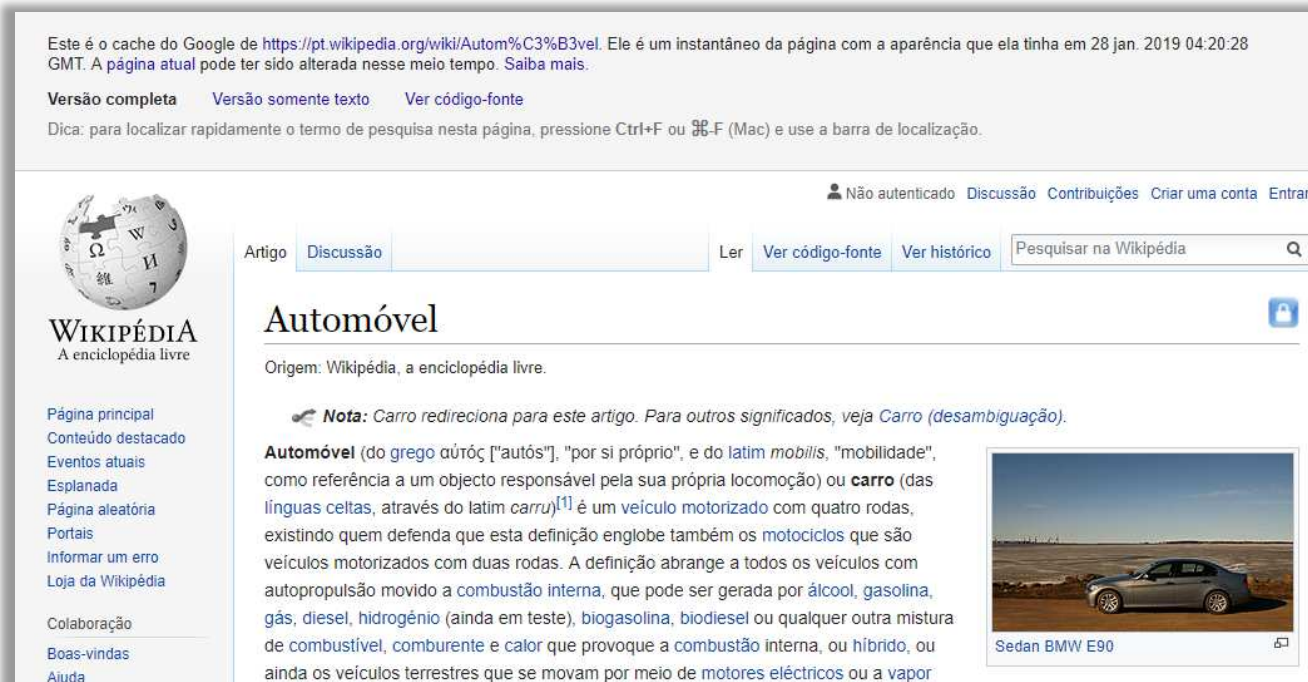 Este é o cache do Google de https://pt.wikipedia.org/wiki/Autom%C3%B3vel. Ele é um instantâneo da página com a aparência que ela tinha em 28 jan. 2019 04:20:28
GMT. A página atual pode ter sido alterada nesse meio tempo. Saiba mais.
Versão completa Versão somente texto Ver código-fonte
Dica: para localizar rapidamente o termo de pesquisa nesta página, pressione Ctrl+F ou ⌘-F (Mac) e use a barra de localização.
Não autenticado Discussão Contribuições Criar uma conta Entrar
Artigo Discussão Ler Ver código-fonte Ver histórico Pesquisar na Wikipédia
WIKIPÉDIA
A enciclopédia livre
Página principal
Conteúdo destacado
Eventos atuais
Esplanada
Página aleatória
Portais
Informar um erro
Loja da Wikipédia
Colaboração
Boas-vindas
Ajuda
Automóvel
Origem: Wikipédia, a enciclopédia livre.
Nota: Carro redireciona para este artigo. Para outros significados, veja Carro (desambiguação).
Automóvel (do grego αὐτός ["autós"], "por si próprio", e do latim mobilis, "mobilidade",
como referência a um objecto responsável pela sua própria locomoção) ou carro (das
línguas celtas, através do latim carru)[1] é um veículo motorizado com quatro rodas,
existindo quem defenda que esta definição englobe também os motociclos que são
veículos motorizados com duas rodas. A definição abrange a todos os veículos com
autopropulsão movido a combustão interna, que pode ser gerada por álcool, gasolina,
gás, diesel, hidrogénio (ainda em teste), biogasolina, biodiesel ou qualquer outra mistura
de combustível, comburente e calor que provoque a combustão interna, ou híbrido, ou
ainda os veículos terrestres que se movam por meio de motores eléctricos ou a vapor
Sedan BMW E90